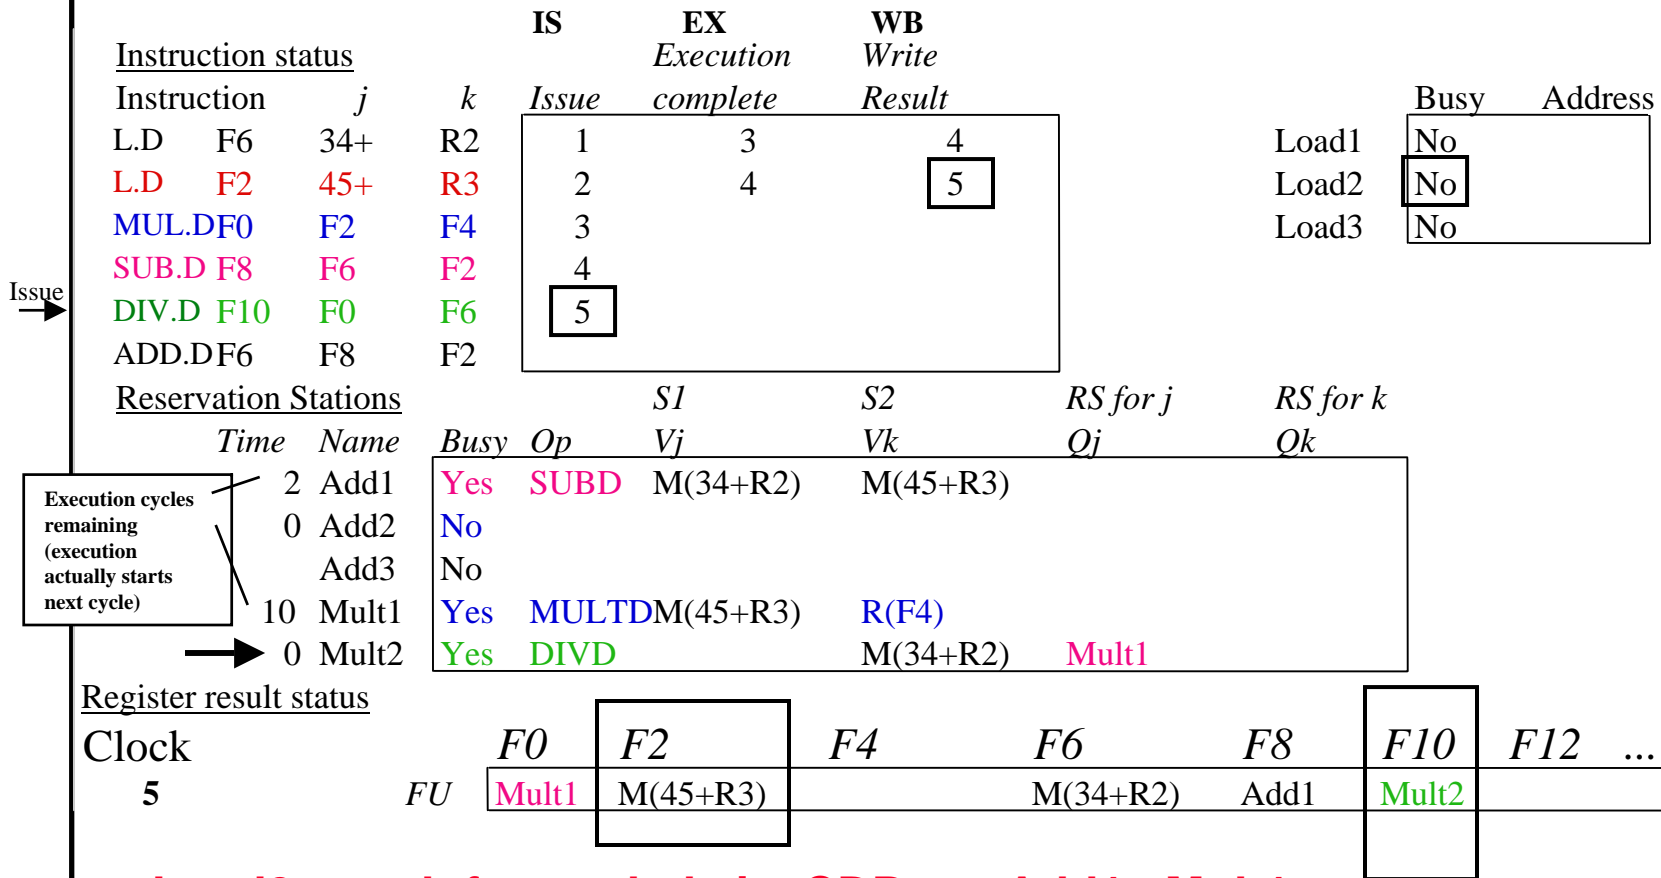 IS EX WB
Instruction status Execution Write
Instruction j k Issue complete Result Busy Address
L.D F6 34+ R2 1 3 4 Load1 No
L.D F2 45+ R3 2 4 5 Load2 No
MUL.D F0 F2 F4 3 Load3 No
SUB.D F8 F6 F2 4
Issue
DIV.D F10 F0 F6 5
ADD.D F6 F8 F2
Reservation Stations S1 S2 RS for j RS for k
Time Name Busy Op Vj Vk Qj Qk
2 Add1 Yes SUBD M(34+R2) M(45+R3)
0 Add2 No
Add3 No
10 Mult1 Yes MULTD M(45+R3) R(F4)
0 Mult2 Yes DIVD M(34+R2) Mult1
Execution cycles
remaining
(execution
actually starts
next cycle)
Register result status
Clock F0 F2 F4 F6 F8 F10 F12 ...
5 FU Mult1 M(45+R3) M(34+R2) Add1 Mult2